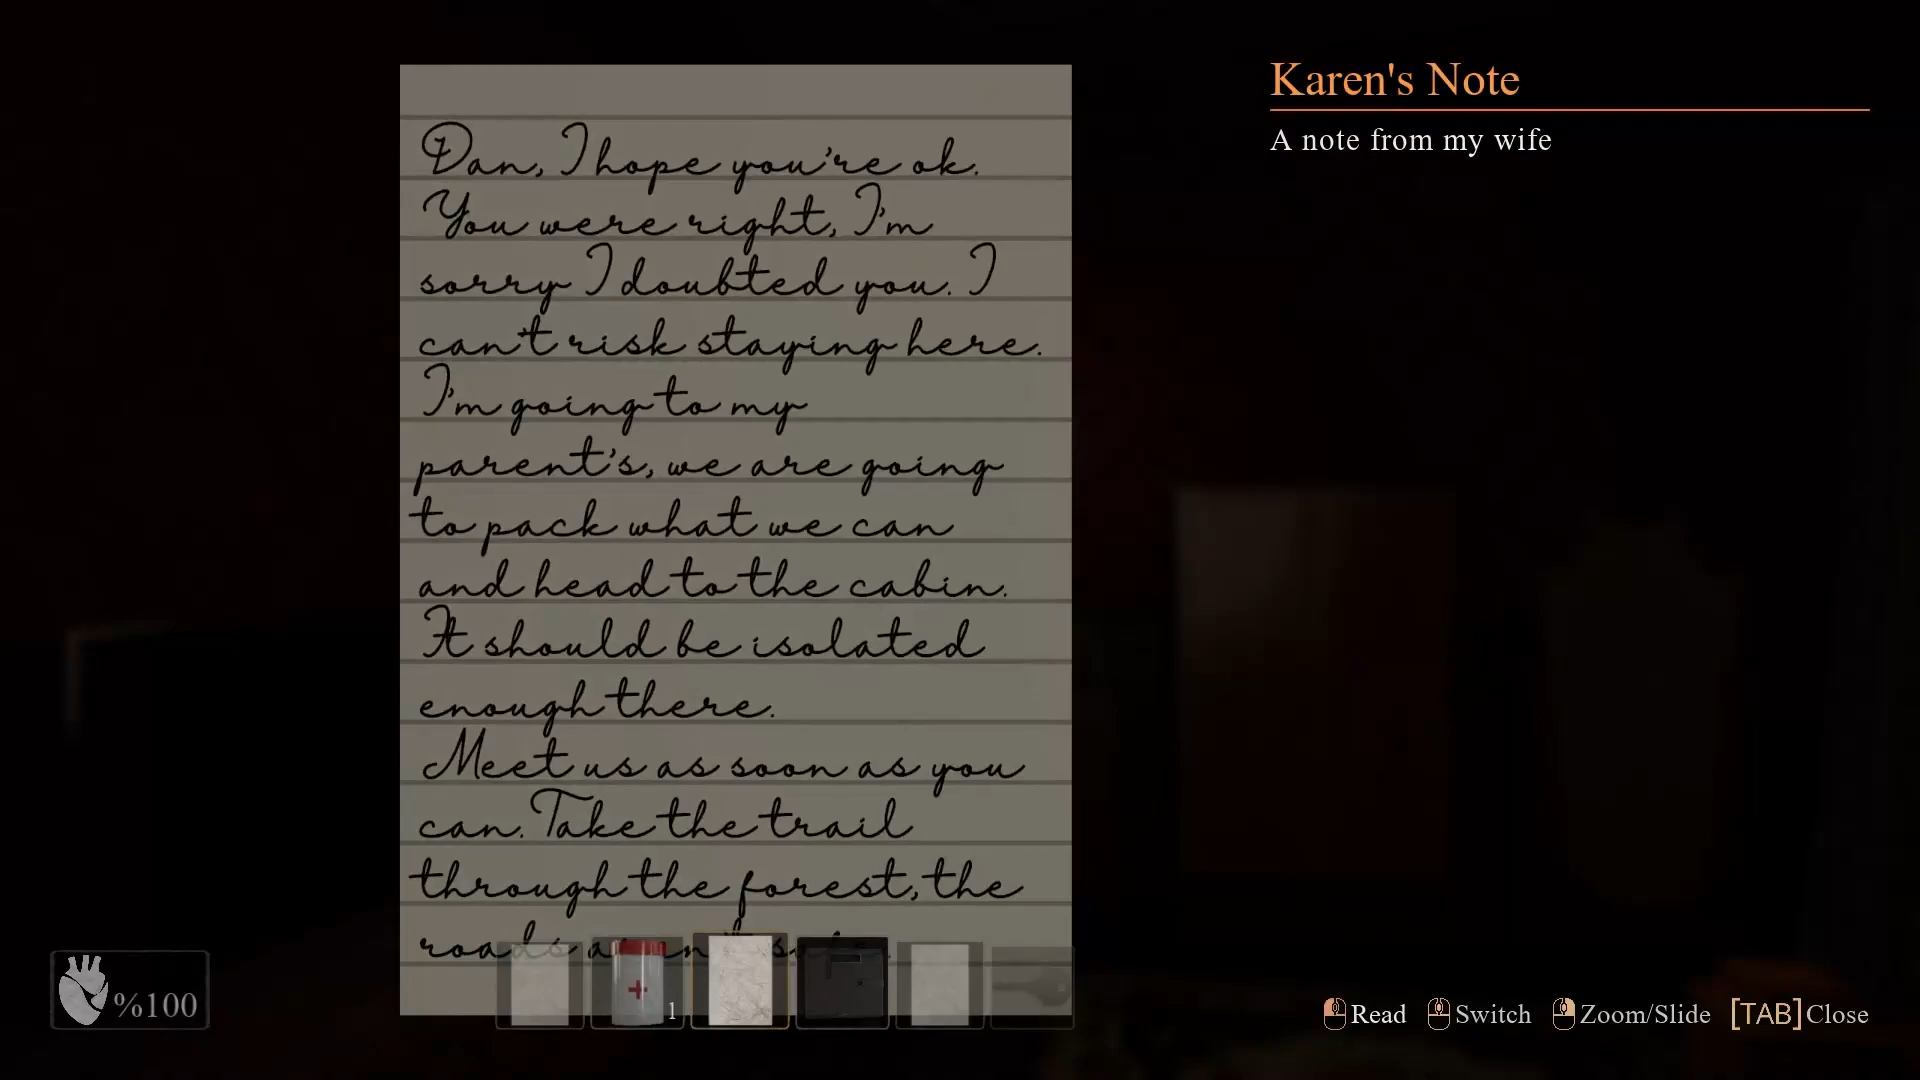 Karen's Note
A note from my wife
Dan, I hope you're ok.
You were right, I'm
sorry I doubted you. I
can't risk staying here.
I'm going to my
parent's, we are going
to pack what we can
and head to the cabin.
It should be isolated
enough there.
Meet us as soon as you
can. Take the trail
through the forest, the
roads
1
%100
Read Switch Zoom/Slide [TAB] Close